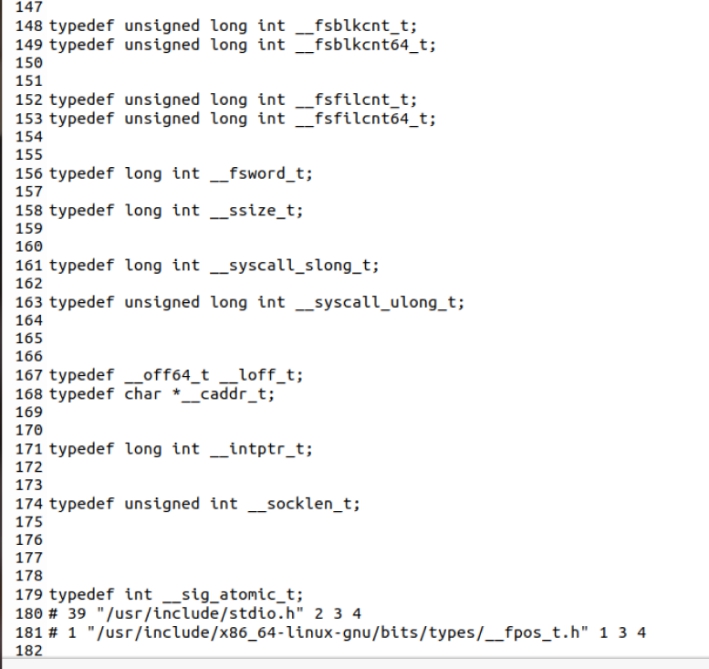 147
148 typedef unsigned long int __fsblkcnt_t;
149 typedef unsigned long int __fsblkcnt64_t;
150
151
152 typedef unsigned long int __fsfilcnt_t;
153 typedef unsigned long int __fsfilcnt64_t;
154
155
156 typedef long int __fsword_t;
157
158 typedef long int __ssize_t;
159
160
161 typedef long int __syscall_slong_t;
162
163 typedef unsigned long int __syscall_ulong_t;
164
165
166
167 typedef __off64_t __loff_t;
168 typedef char *__caddr_t;
169
170
171 typedef long int __intptr_t;
172
173
174 typedef unsigned int __socklen_t;
175
176
177
178
179 typedef int __sig_atomic_t;
180 # 39 "/usr/include/stdio.h" 2 3 4
181 # 1 "/usr/include/x86_64-linux-gnu/bits/types/__fpos_t.h" 1 3 4
182